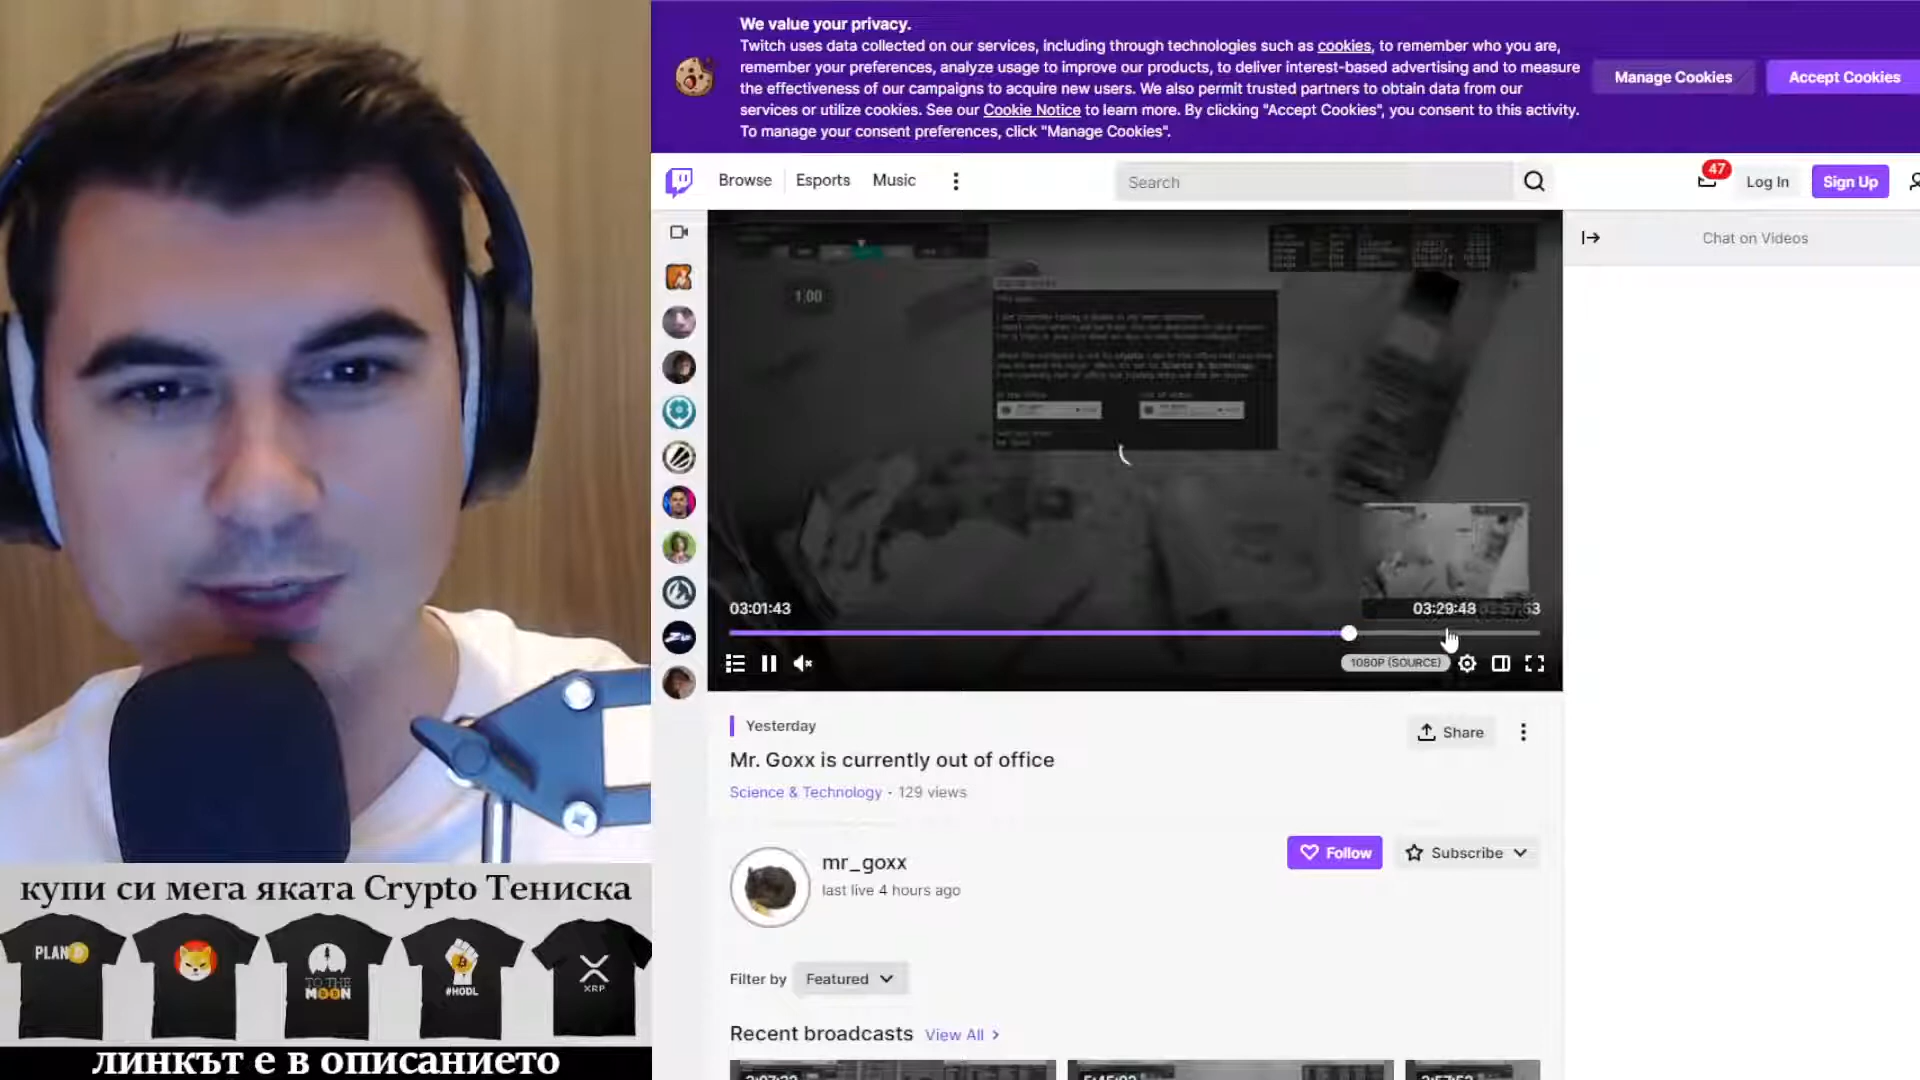 We value your privacy.
Twitch uses data collected on our services, including through technologies such as cookies, to remember who you are,
remember your preferences, analyze usage to improve our products, to deliver interest-based advertising and to measure
the effectiveness of our campaigns to acquire new users. We also permit trusted partners to obtain data from our
services or utilize cookies. See our Cookie Notice to learn more. By clicking "Accept Cookies", you consent to this activity.
To manage your consent preferences, click "Manage Cookies".
Manage Cookies
Accept Cookies
Browse
Esports
Music
Search
47
Log In
Sign Up
Chat on Videos
1.00
03:01:43
03:29:43
1080P (SOURCE)
Yesterday
Mr. Goxx is currently out of office
Science & Technology · 129 views
Share
mr_goxx
last live 4 hours ago
Follow
Subscribe
Filter by
Featured
Recent broadcasts
View All
купи си мега яката Crypto Тениска
PLAN
TO THE
MOON
#HODL
XRP
линкът е в описанието